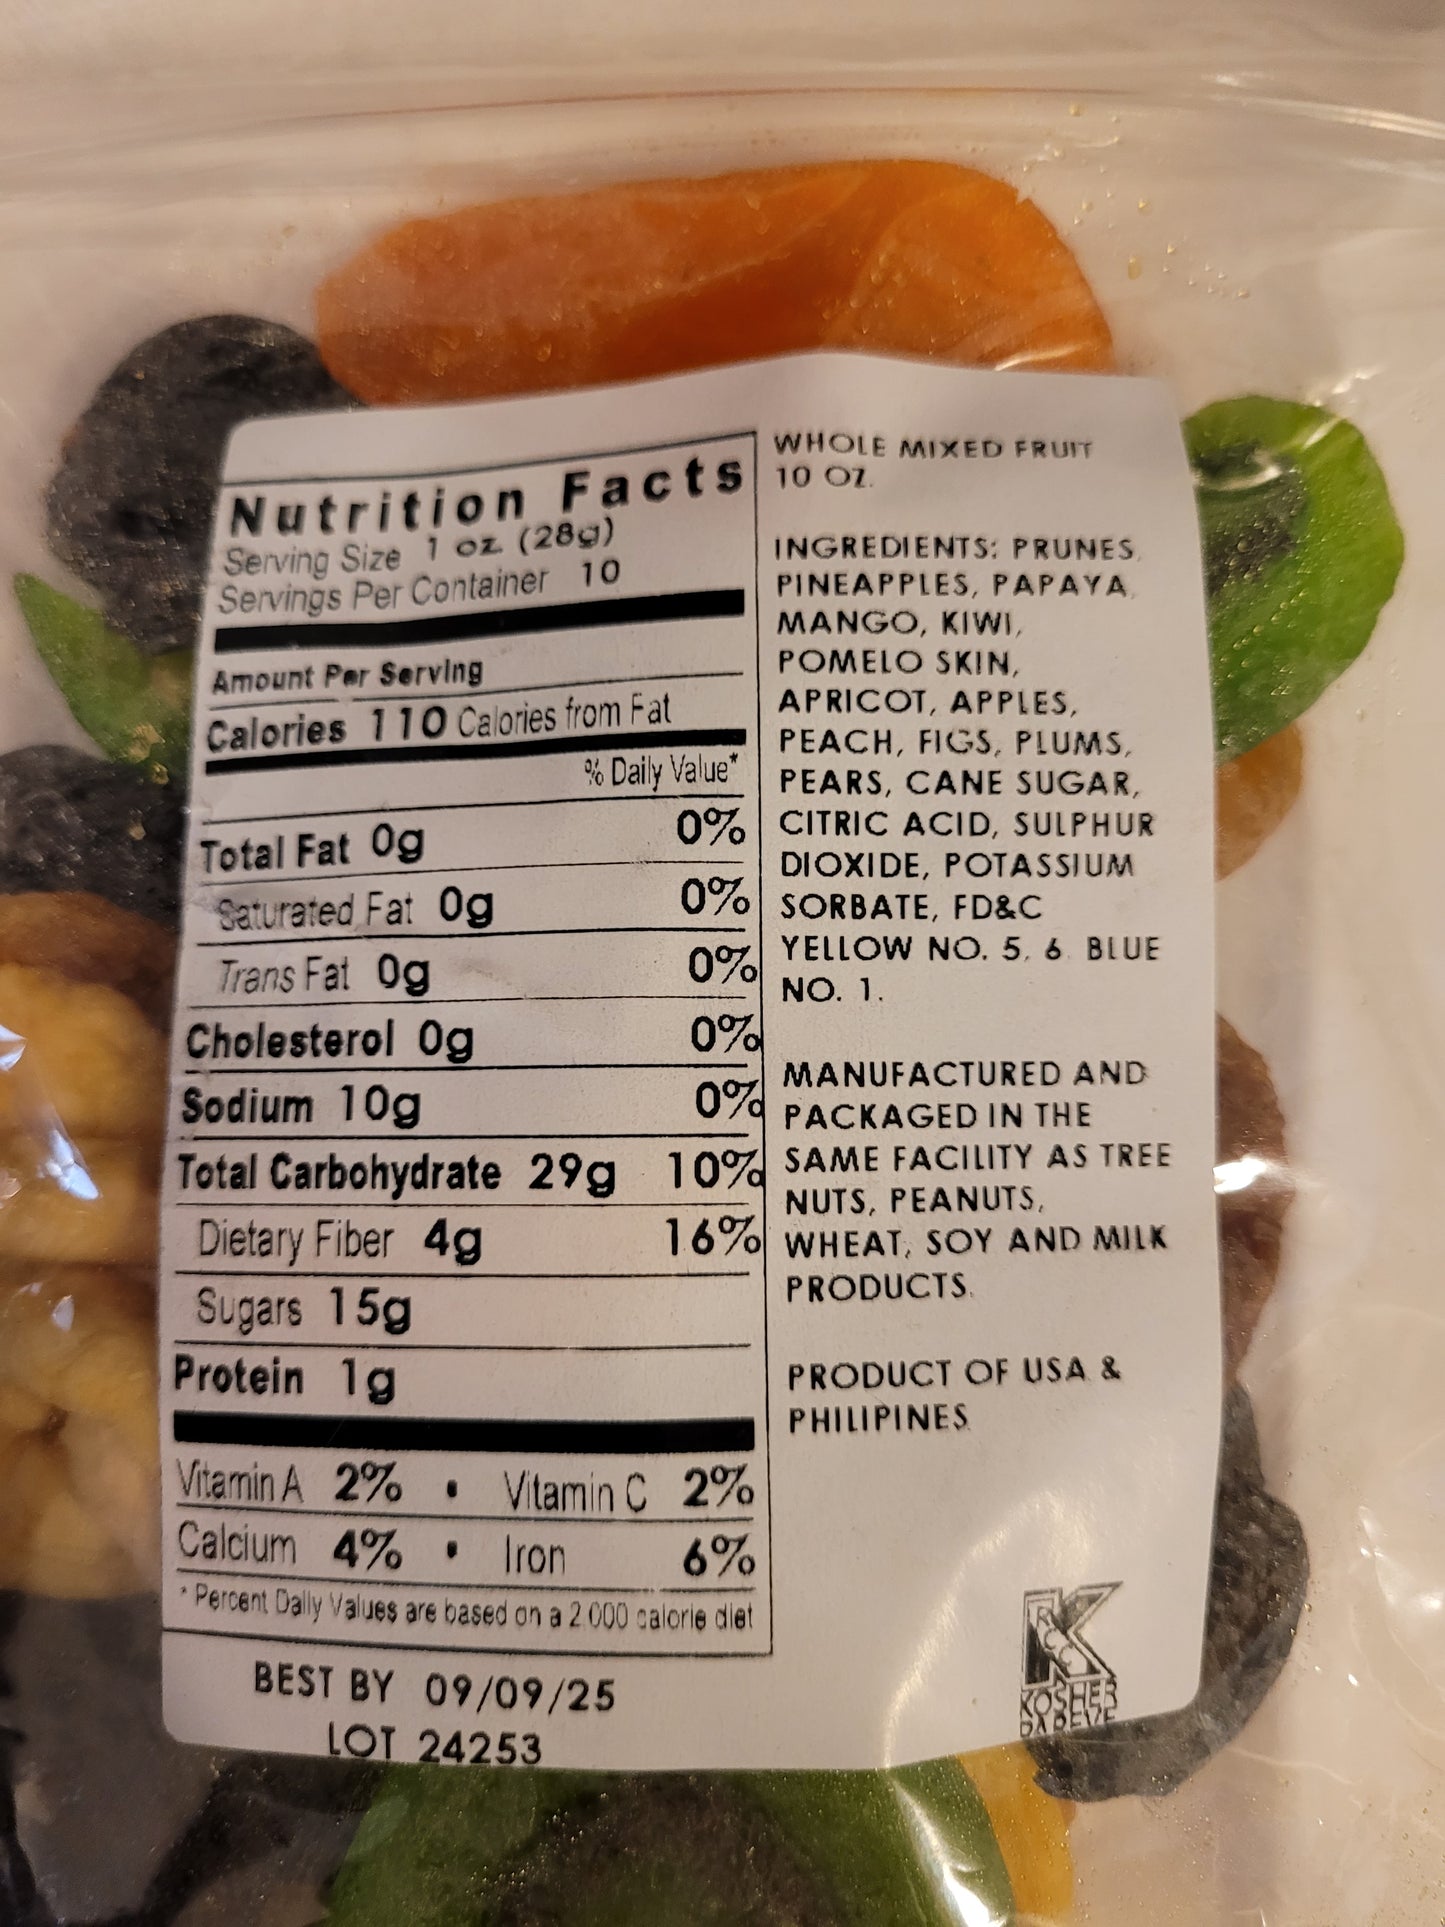 Nutrition Facts
Serving Size 1 oz. (28g)
Servings Per Container 10
Amount Per Serving
Calories 110 Calories from Fat
% Daily Value*
Total Fat 0g 0%
Saturated Fat 0g 0%
Trans Fat 0g 0%
Cholesterol 0g 0%
Sodium 10g 0%
Total Carbohydrate 29g 10%
Dietary Fiber 4g 16%
Sugars 15g
Protein 1g
Vitamin A 2% • Vitamin C 2%
Calcium 4% • Iron 6%
* Percent Daily Values are based on a 2,000 calorie diet
BEST BY 09/09/25
LOT 24253
WHOLE MIXED FRUIT
10 OZ.
INGREDIENTS: PRUNES,
PINEAPPLES, PAPAYA,
MANGO, KIWI,
POMELO SKIN,
APRICOT, APPLES,
PEACH, FIGS, PLUMS,
PEARS, CANE SUGAR,
CITRIC ACID, SULPHUR
DIOXIDE, POTASSIUM
SORBATE, FD&C
YELLOW NO. 5, 6. BLUE
NO. 1.
MANUFACTURED AND
PACKAGED IN THE
SAME FACILITY AS TREE
NUTS, PEANUTS,
WHEAT, SOY AND MILK
PRODUCTS.
PRODUCT OF USA &
PHILIPINES
K
RCC
KOSHER
PAREVE